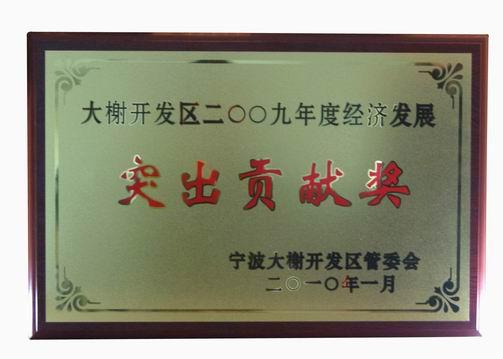 大榭开发区二〇〇九年度经济发展
突出贡献奖
宁波大榭开发区管委会
二〇一〇年一月